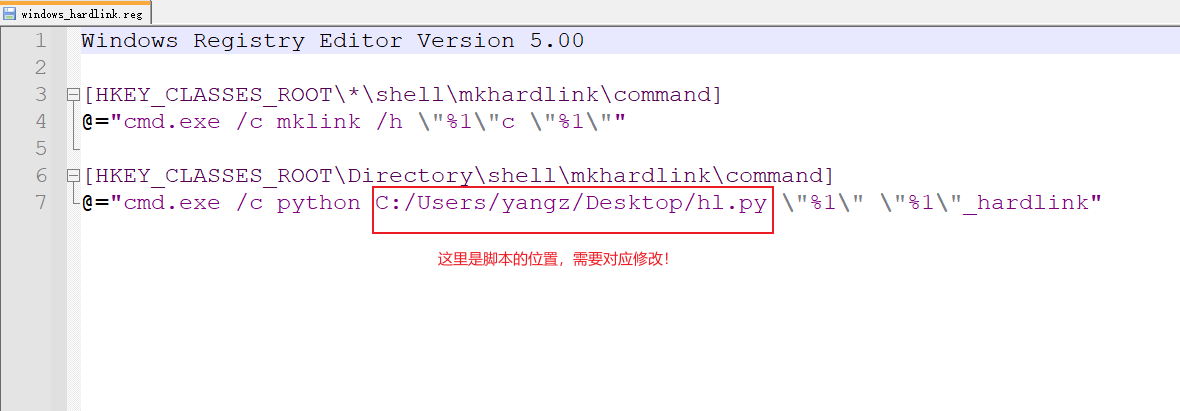 windows_hardlink.reg
1 Windows Registry Editor Version 5.00
2
3 [HKEY_CLASSES_ROOT\*\shell\mkhardlink\command]
4 @="cmd.exe /c mklink /h \"%1\"c \"%1\""
5
6 [HKEY_CLASSES_ROOT\Directory\shell\mkhardlink\command]
7 @="cmd.exe /c python C:/Users/yangz/Desktop/hl.py \"%1\" \"%1\"_hardlink"
这里是脚本的位置，需要对应修改！